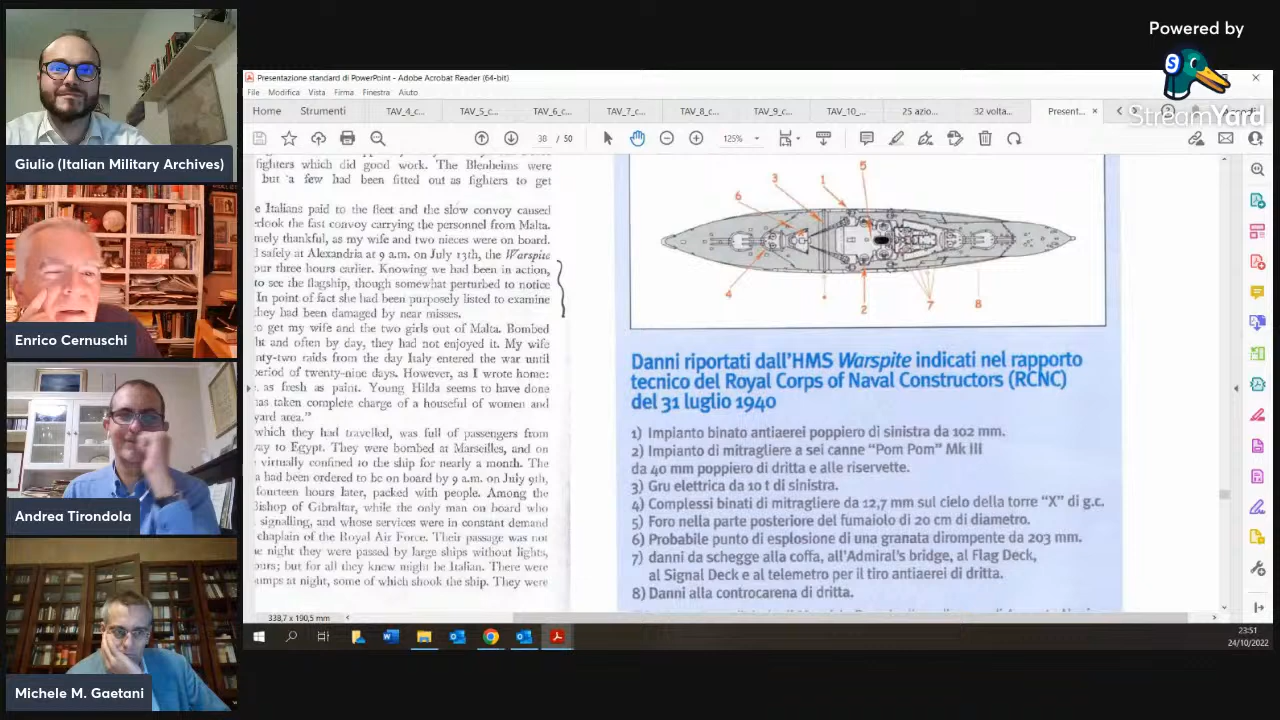 Giulio (Italian Military Archives)
Enrico Cernuschi
Andrea Tirondola
Michele M. Gaetani
Powered by
StreamYard
Presentazione standard di PowerPoint - Adobe Acrobat Reader (64-bit)
File Modifica Vista Firma Finestra Aiuto
Home Strumenti TAV_4_c... TAV_5_c... TAV_6_c... TAV_7_c... TAV_8_c... TAV_9_c... TAV_10_... 25 azio... 32 volta... Present...
38 / 50 125%
fighters which did good work. The Blenheims were
but a few had been fitted out as fighters to get
e Italians paid to the fleet and the slow convoy caused
erlook the fast convoy carrying the personnel from Malta.
mely thankful, as my wife and two nieces were on board.
l safely at Alexandria at 9 a.m. on July 13th, the Warspite
our three hours earlier. Knowing we had been in action,
to see the flagship, though somewhat perturbed to notice
In point of fact she had been purposely listed to examine
they had been damaged by near misses.
to get my wife and the two girls out of Malta. Bombed
ht and often by day, they had not enjoyed it. My wife
nty-two raids from the day Italy entered the war until
period of twenty-nine days. However, as I wrote home:
, as fresh as paint. Young Hilda seems to have done
has taken complete charge of a houseful of women and
yard area."
which they had travelled, was full of passengers from
way to Egypt. They were bombed at Marseilles, and on
virtually confined to the ship for nearly a month. The
a had been ordered to be on board by 9 a.m. on July 9th,
fourteen hours later, packed with people. Among the
Bishop of Gibraltar, while the only man on board who
signalling, and whose services were in constant demand
chaplain of the Royal Air Force. Their passage was not
e night they were passed by large ships without lights,
ours; but for all they knew might be Italian. There were
umps at night, some of which shook the ship. They were
3 1 5
6
4 2 7 8
Danni riportati dall'HMS Warspite indicati nel rapporto
tecnico del Royal Corps of Naval Constructors (RCNC)
del 31 luglio 1940
1) Impianto binato antiaerei poppiero di sinistra da 102 mm.
2) Impianto di mitragliere a sei canne "Pom Pom" Mk III
da 40 mm poppiero di dritta e alle riservette.
3) Gru elettrica da 10 t di sinistra.
4) Complessi binati di mitragliere da 12,7 mm sul cielo della torre "X" di g.c.
5) Foro nella parte posteriore del fumaiolo di 20 cm di diametro.
6) Probabile punto di esplosione di una granata dirompente da 203 mm.
7) danni da schegge alla coffa, all'Admiral's bridge, al Flag Deck,
al Signal Deck e al telemetro per il tiro antiaerei di dritta.
8) Danni alla controcarena di dritta.
338,7 x 190,5 mm
23:51
24/10/2022